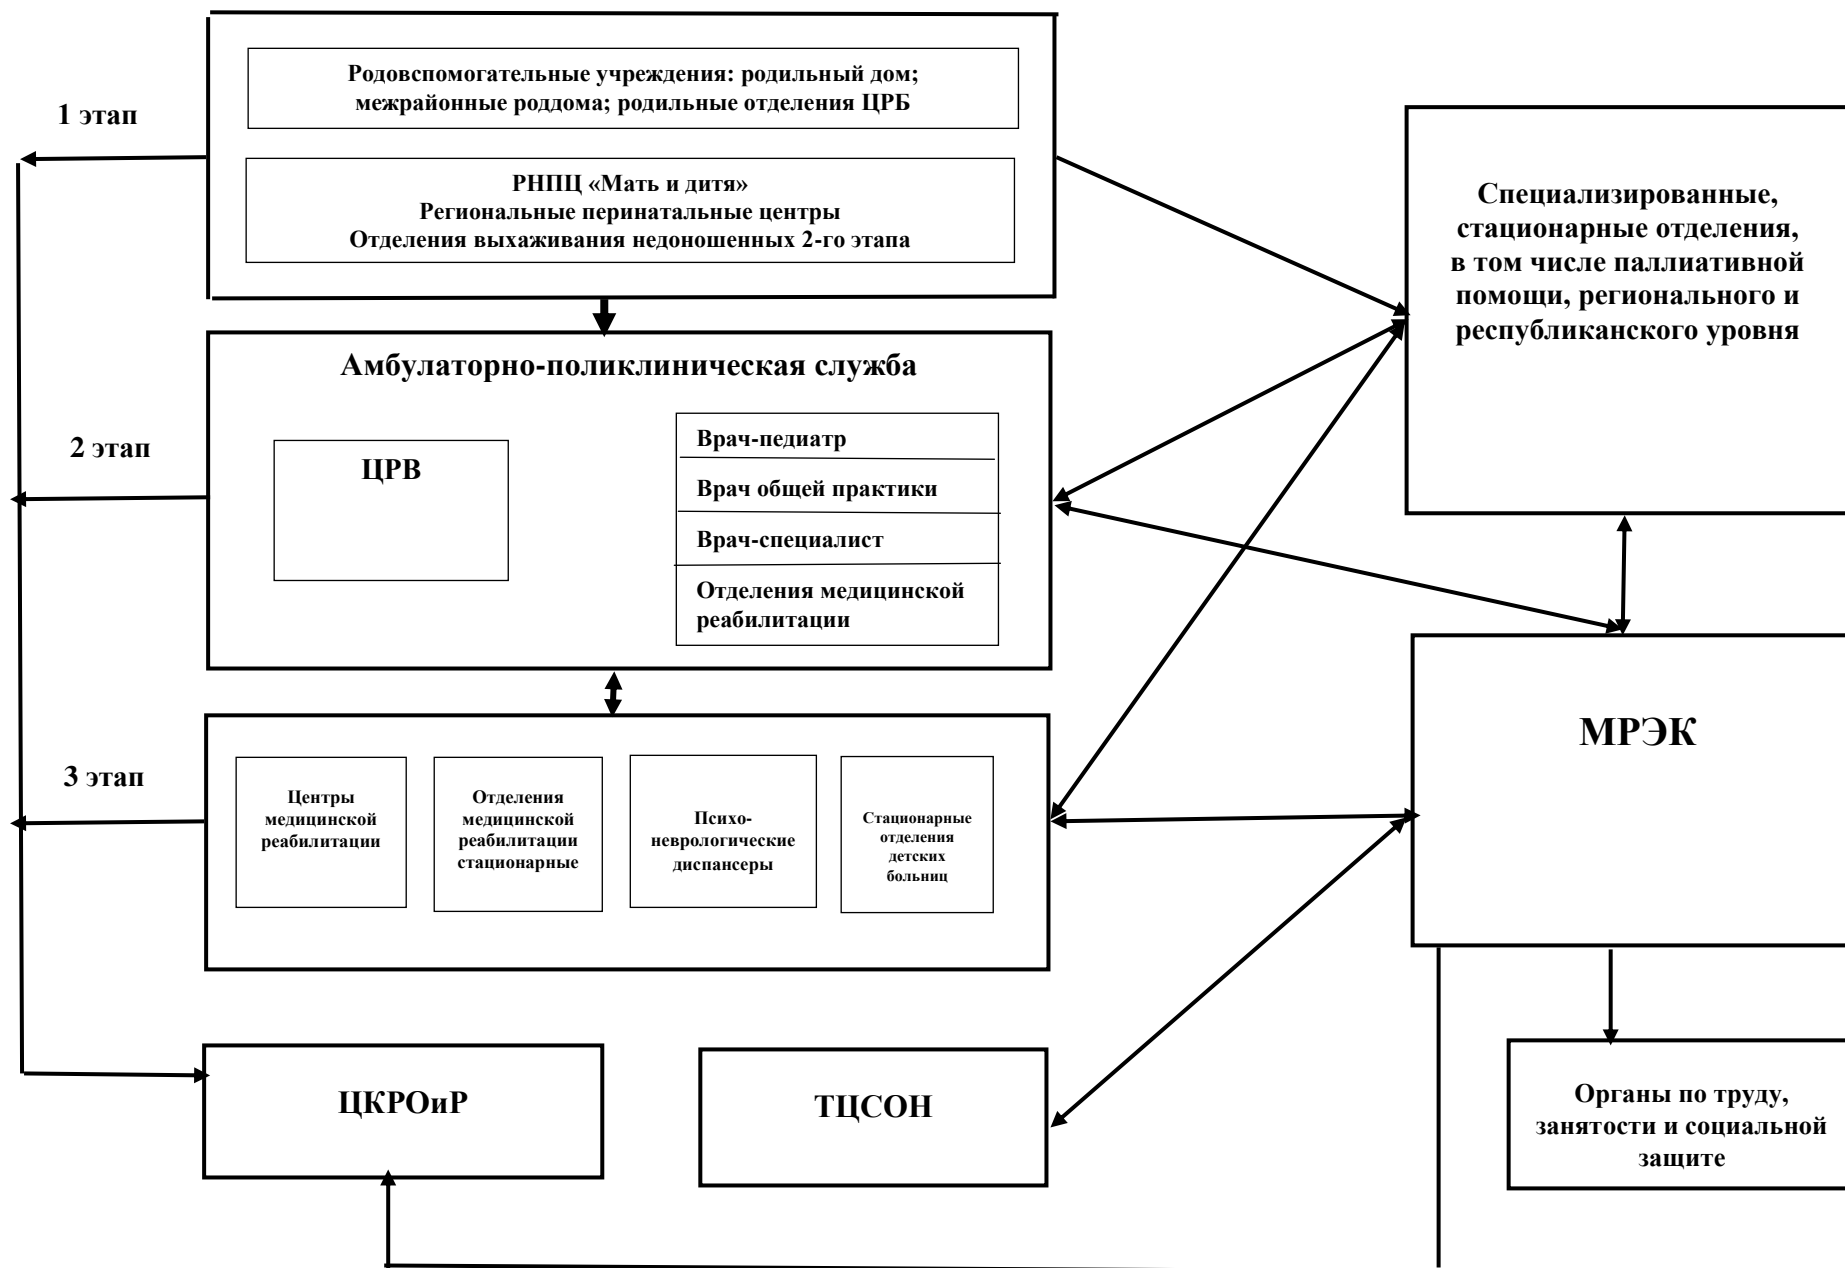 1 этап
Родовспомогательные учреждения: родильный дом;
межрайонные роддома; родильные отделения ЦРБ
РНПЦ «Мать и дитя»
Региональные перинатальные центры
Отделения выхаживания недоношенных 2-го этапа
Специализированные,
стационарные отделения,
в том числе паллиативной
помощи, регионального и
республиканского уровня
2 этап
Амбулаторно-поликлиническая служба
ЦРВ
Врач-педиатр
Врач общей практики
Врач-специалист
Отделения медицинской
реабилитации
МРЭК
3 этап
Центры
медицинской
реабилитации
Отделения
медицинской
реабилитации
стационарные
Психо-
неврологические
диспансеры
Стационарные
отделения
детских
больниц
ЦКРОиР
ТЦСОН
Органы по труду,
занятости и социальной
защите